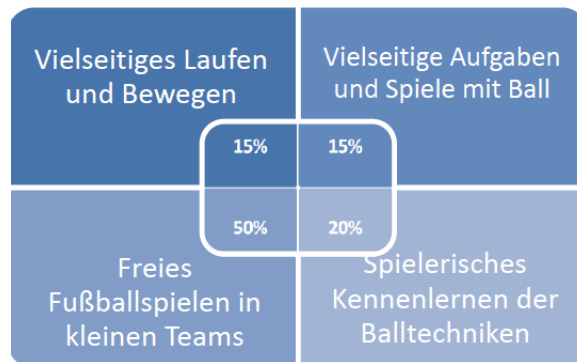 Vielseitiges Laufen
und Bewegen
Vielseitige Aufgaben
und Spiele mit Ball
15%
15%
50%
20%
Freies
Fußballspielen in
kleinen Teams
Spielerisches
Kennenlernen der
Balltechniken